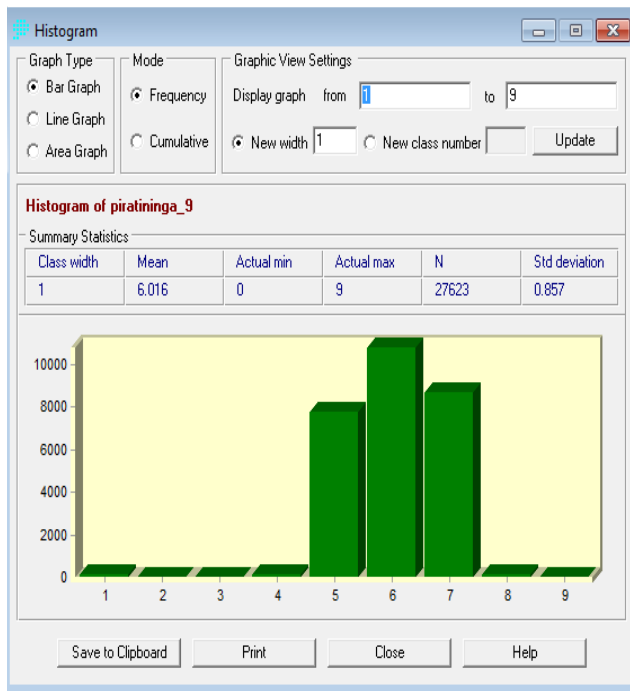 Histogram
Graph Type
Mode
Graphic View Settings
Bar Graph
Line Graph
Area Graph
Frequency
Cumulative
Display graph from 1 to 9
New width 1 New class number Update
Histogram of piratininga_9
Summary Statistics
Class width Mean Actual min Actual max N Std deviation
1 6.016 0 9 27623 0.857
10000
8000
6000
4000
2000
0
1 2 3 4 5 6 7 8 9
Save to Clipboard Print Close Help